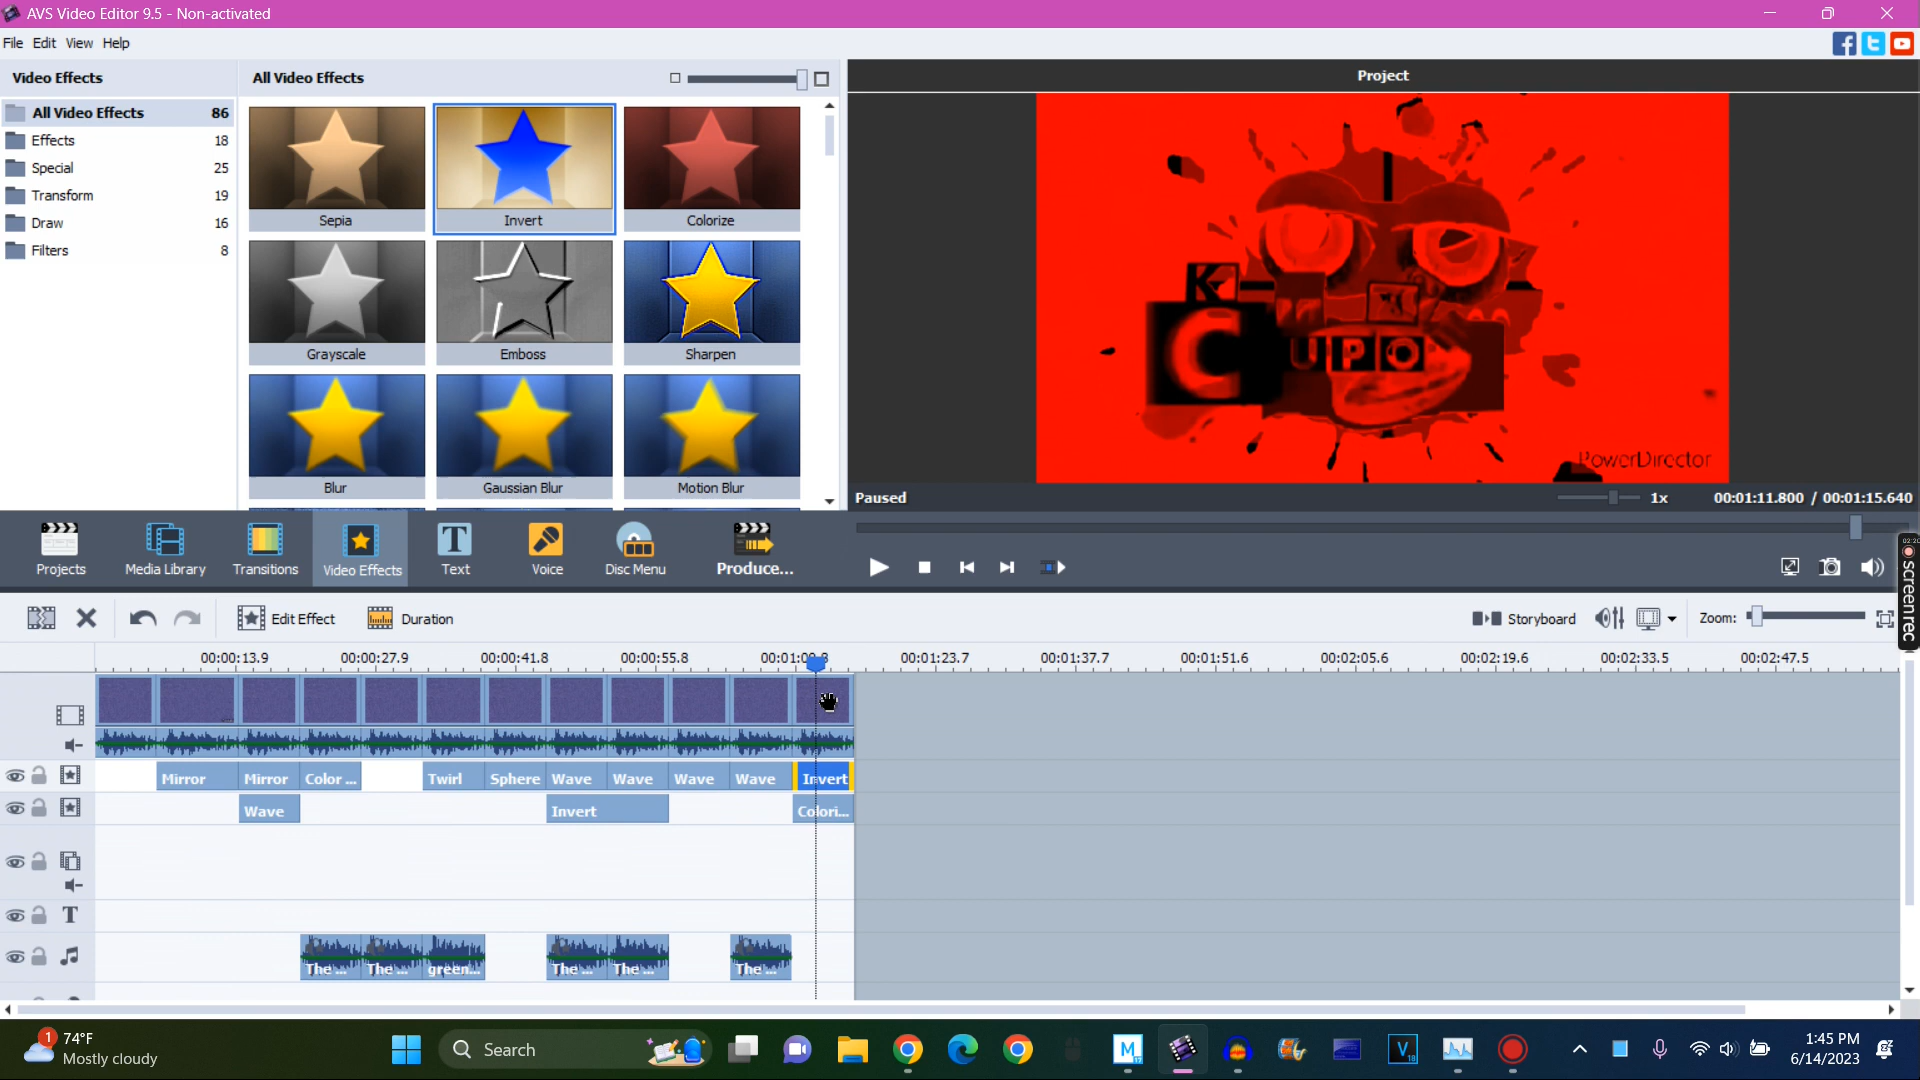 AVS Video Editor 9.5 - Non-activated
File Edit View Help
Video Effects
All Video Effects
Project
All Video Effects 86
Effects 18
Special 25
Transform 19
Draw 16
Filters 8
Sepia
Invert
Colorize
Grayscale
Emboss
Sharpen
Blur
Gaussian Blur
Motion Blur
K
C UPO
PowerDirector
Paused
1x
00:01:11.800 / 00:01:15.640
Projects
Media Library
Transitions
Video Effects
Text
Voice
Disc Menu
Produce...
screenrec
Edit Effect
Duration
Storyboard
Zoom:
00:00:13.9 00:00:27.9 00:00:41.8 00:00:55.8 00:01:23.7 00:01:37.7 00:01:51.6 00:02:05.6 00:02:19.6 00:02:33.5 00:02:47.5
Mirror Mirror Color ... Twirl Sphere Wave Wave Wave Wave Invert
Wave Invert Colori...
T
The ... The ... green... The ... The ... The ...
1
74°F
Mostly cloudy
Search
1:45 PM
6/14/2023